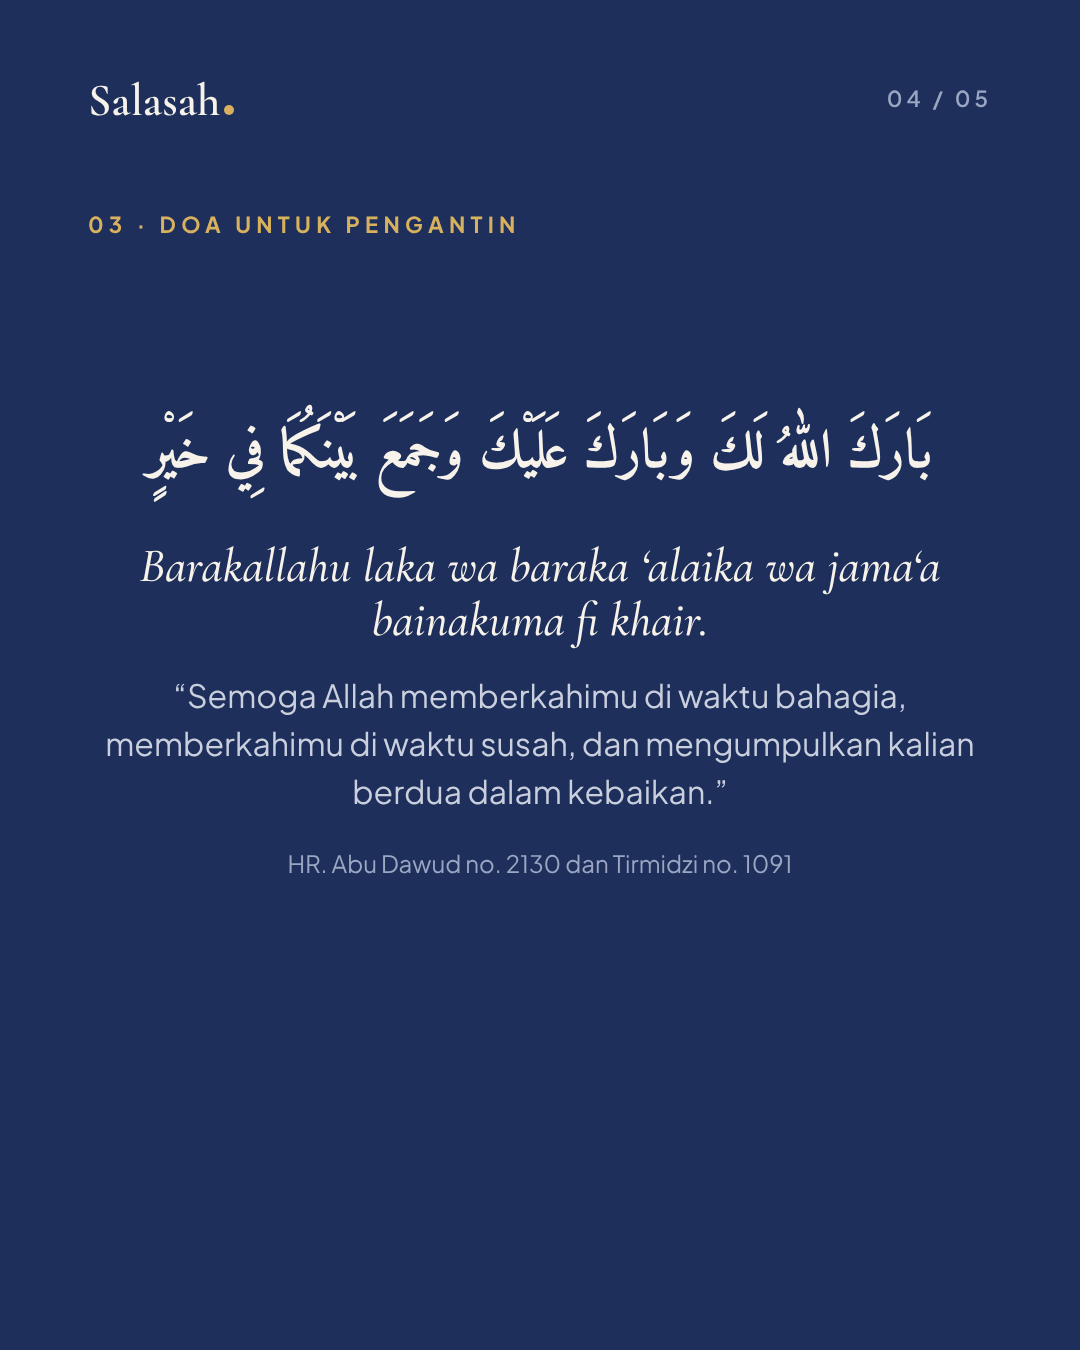 Salasah.
04 / 05
03 · DOA UNTUK PENGANTIN
بَارَكَ اللهُ لَكَ وَبَارَكَ عَلَيْكَ وَجَمَعَ بَيْنَكُمَا فِي خَيْرٍ
Barakallahu laka wa baraka ‘alaika wa jama‘a
bainakuma fi khair.
“Semoga Allah memberkahimu di waktu bahagia,
memberkahimu di waktu susah, dan mengumpulkan kalian
berdua dalam kebaikan.”
HR. Abu Dawud no. 2130 dan Tirmidzi no. 1091